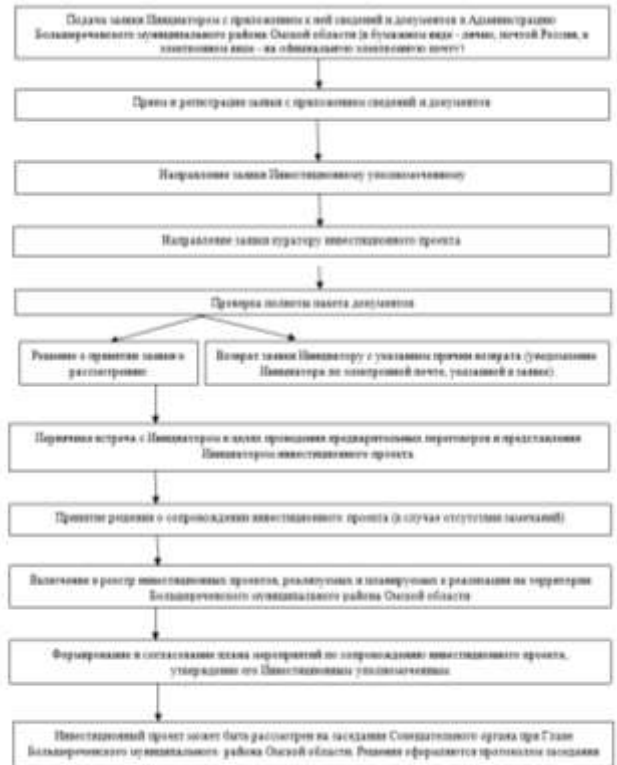 Подача заявки Инициатором с приложением к ней сведений и документов в Администрацию
Большереченского муниципального района Омской области (в бумажном виде - лично, почтой России, в
электронном виде - на официальную электронную почту)
Прием и регистрация заявки с приложением сведений и документов
Направление заявки Инвестиционному уполномоченному
Направление заявки куратору инвестиционного проекта
Проверка полноты пакета документов
Решение о принятии заявки к
рассмотрению
Возврат заявки Инициатору с указанием причин возврата (уведомление
Инициатора по электронной почте, указанной в заявке)
Первичная встреча с Инициатором в целях проведения предварительных переговоров и представления
Инициатором инвестиционного проекта
Принятие решения о сопровождении инвестиционного проекта (в случае отсутствия замечаний)
Включение в реестр инвестиционных проектов, реализуемых и планируемых к реализации на территории
Большереченского муниципального района Омской области
Формирование и согласование плана мероприятий по сопровождению инвестиционного проекта,
утверждение его Инвестиционным уполномоченным
Инвестиционный проект может быть рассмотрен на заседании Совещательного органа при Главе
Большереченского муниципального района Омской области. Решения оформляются протоколом заседания